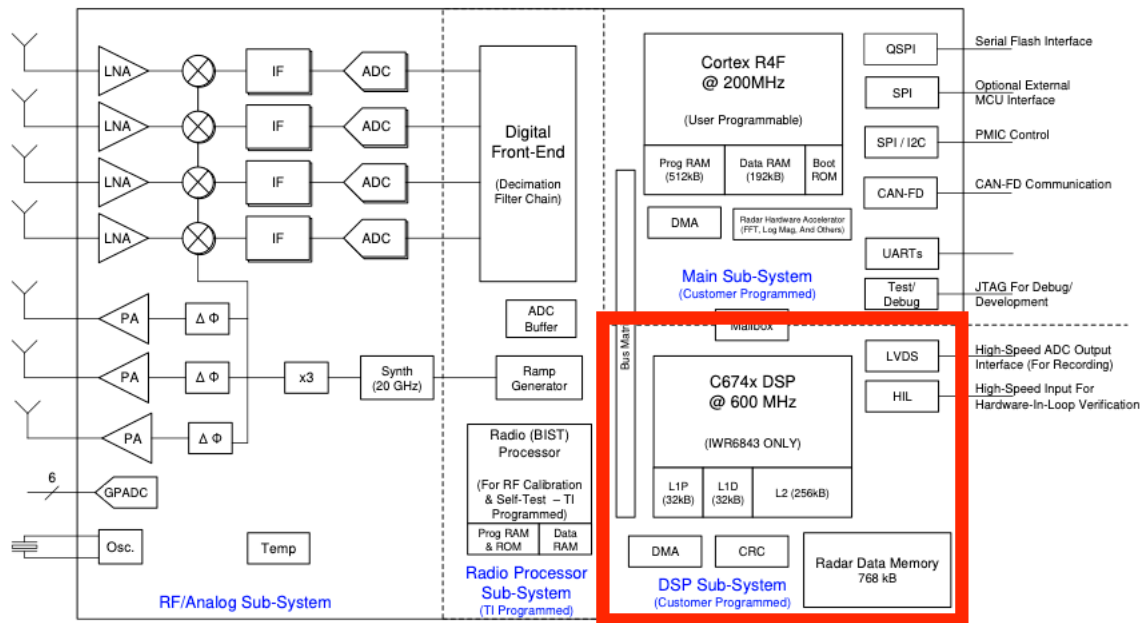 LNA
IF
ADC
LNA
IF
ADC
LNA
IF
ADC
LNA
IF
ADC
PA
Δ Φ
PA
Δ Φ
PA
Δ Φ
x3
Synth
(20 GHz)
6
GPADC
Osc.
Temp
RF/Analog Sub-System
Digital
Front-End
(Decimation
Filter Chain)
ADC
Buffer
Ramp
Generator
Radio (BIST)
Processor
(For RF Calibration
& Self-Test – TI
Programmed)
Prog RAM
& ROM
Data
RAM
Radio Processor
Sub-System
(TI Programmed)
Cortex R4F
@ 200MHz
(User Programmable)
Prog RAM
(512kB)
Data RAM
(192kB)
Boot
ROM
DMA
Radar Hardware Accelerator
(FFT, Log Mag, And Others)
Main Sub-System
(Customer Programmed)
Mailbox
Bus Matr
QSPI
Serial Flash Interface
SPI
Optional External
MCU Interface
SPI / I2C
PMIC Control
CAN-FD
CAN-FD Communication
UARTs
Test/
Debug
JTAG For Debug/
Development
LVDS
High-Speed ADC Output
Interface (For Recording)
HIL
High-Speed Input For
Hardware-In-Loop Verification
C674x DSP
@ 600 MHz
(IWR6843 ONLY)
L1P
(32kB)
L1D
(32kB)
L2 (256kB)
DMA
CRC
Radar Data Memory
768 kB
DSP Sub-System
(Customer Programmed)